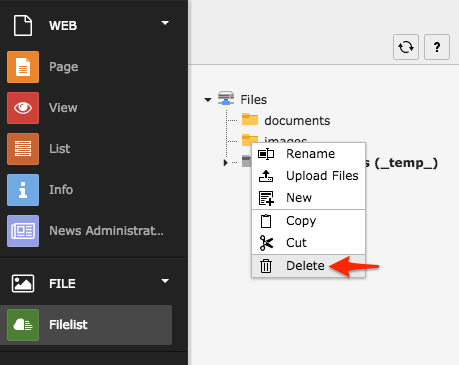 WEB
Page
View
List
Info
News Administrat...
FILE
Filelist
?
Files
documents
images
s (_temp_)
Rename
Upload Files
New
Copy
Cut
Delete